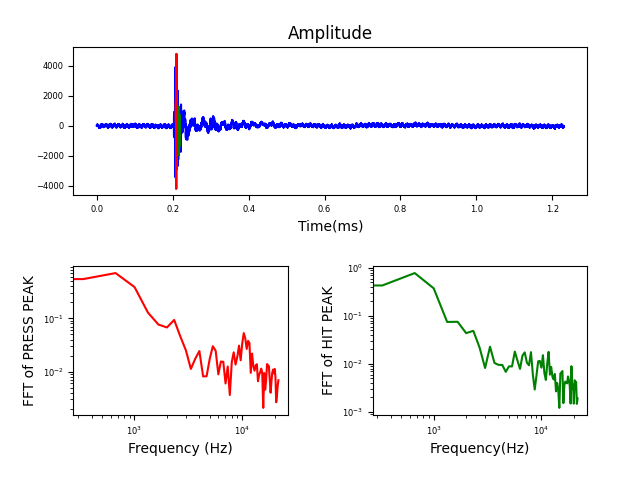 Amplitude
4000
2000
0
−2000
−4000
0.0 0.2 0.4 0.6 0.8 1.0 1.2
Time(ms)
FFT of PRESS PEAK
10⁻¹
10⁻²
10³ 10⁴
Frequency (Hz)
FFT of HIT PEAK
10⁰
10⁻¹
10⁻²
10⁻³
10³ 10⁴
Frequency(Hz)